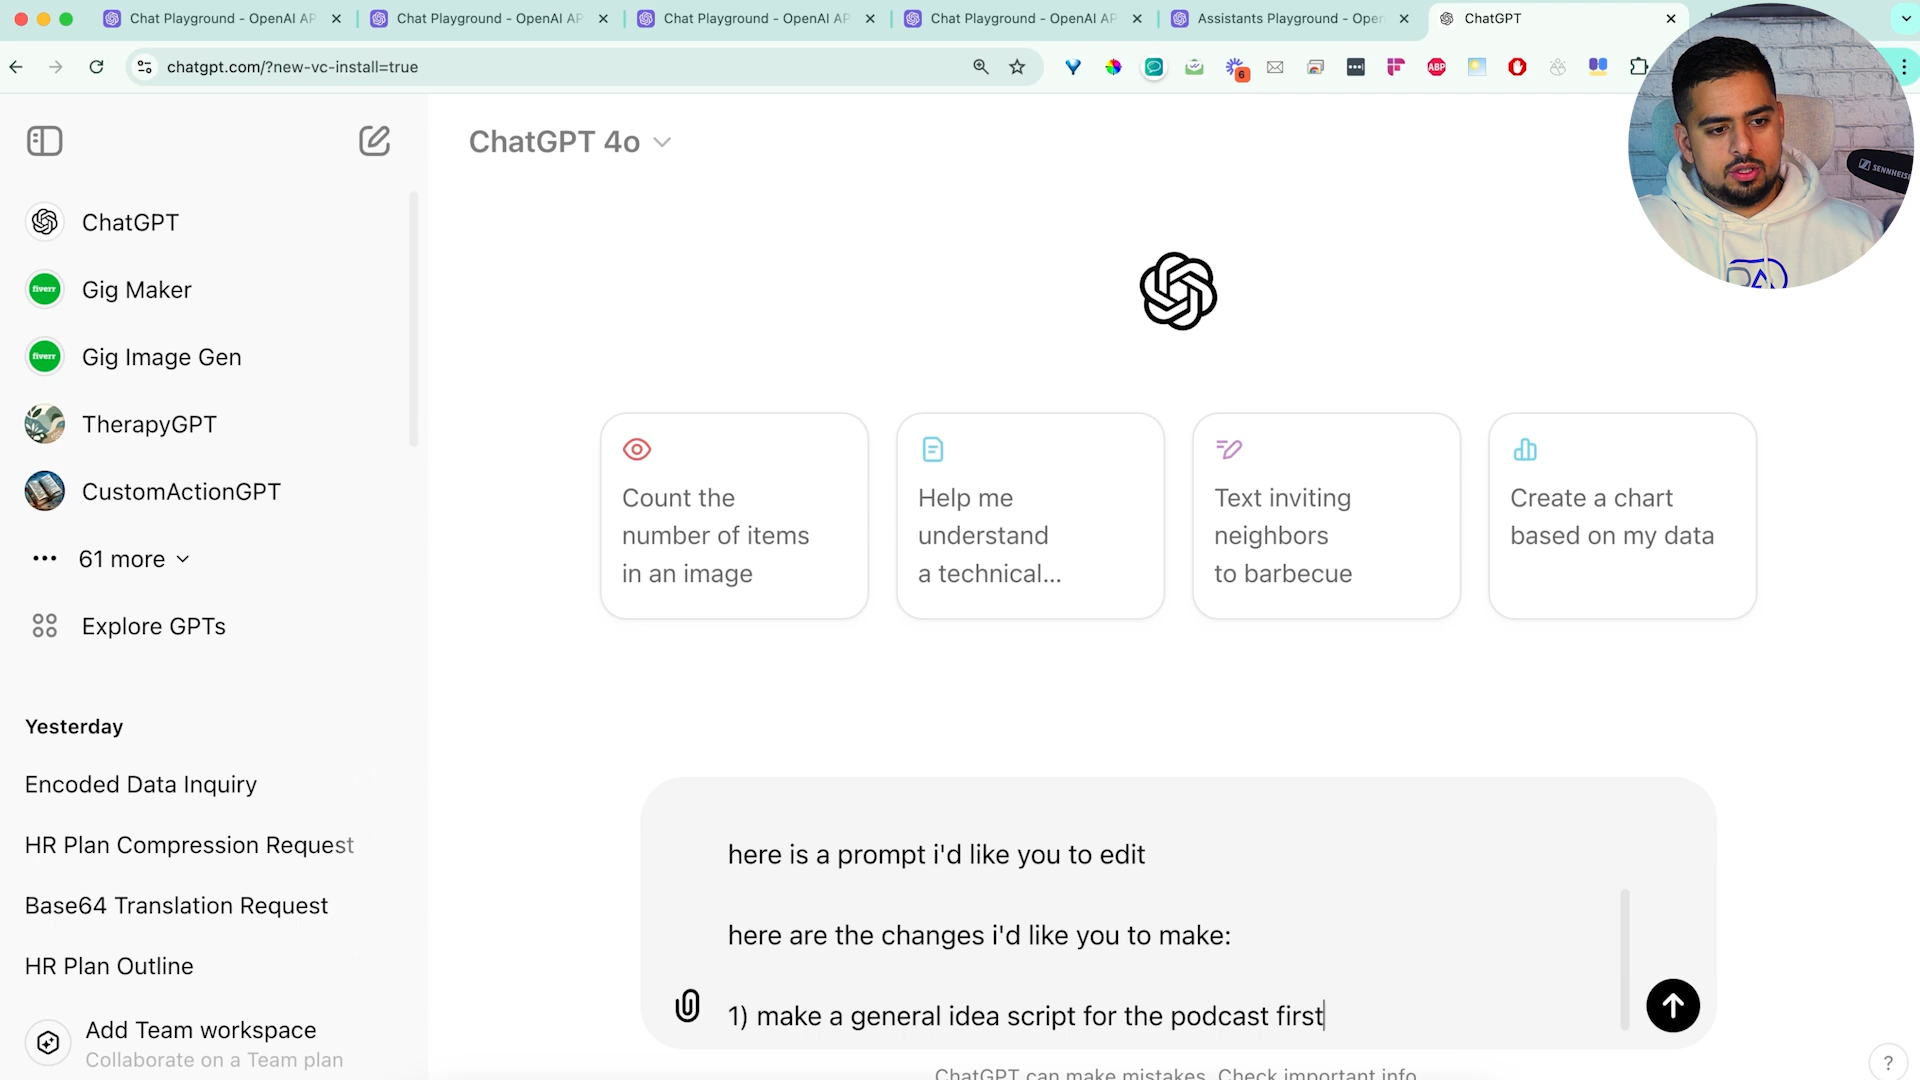 Chat Playground - OpenAI AP
Chat Playground - OpenAI AP
Chat Playground - OpenAI AP
Chat Playground - OpenAI AP
Assistants Playground - Open
ChatGPT
chatgpt.com/?new-vc-install=true
6
ABP
SENNHEISER
ChatGPT 4o
ChatGPT
fiverr
Gig Maker
fiverr
Gig Image Gen
TherapyGPT
CustomActionGPT
61 more
Explore GPTs
Yesterday
Encoded Data Inquiry
HR Plan Compression Request
Base64 Translation Request
HR Plan Outline
Add Team workspace
Collaborate on a Team plan
Count the
number of items
in an image
Help me
understand
a technical...
Text inviting
neighbors
to barbecue
Create a chart
based on my data
here is a prompt i'd like you to edit
here are the changes i'd like you to make:
1) make a general idea script for the podcast first
ChatGPT can make mistakes. Check important info.
?